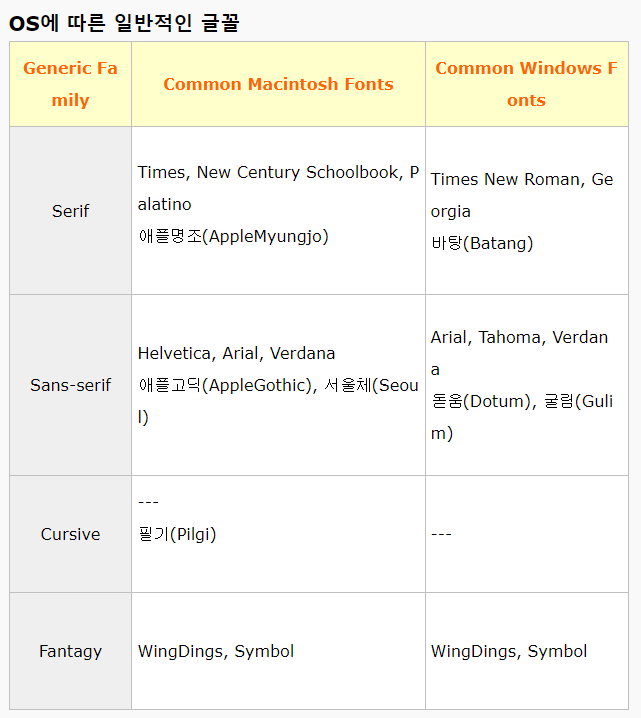 OS에 따른 일반적인 글꼴
Generic Fa
mily
Common Macintosh Fonts
Common Windows F
onts
Serif
Times, New Century Schoolbook, P
alatino
애플명조(AppleMyungjo)
Times New Roman, Ge
orgia
바탕(Batang)
Sans-serif
Helvetica, Arial, Verdana
애플고딕(AppleGothic), 서울체(Seou
l)
Arial, Tahoma, Verdan
a
돋움(Dotum), 굴림(Guli
m)
Cursive
---
필기(Pilgi)
---
Fantagy
WingDings, Symbol
WingDings, Symbol